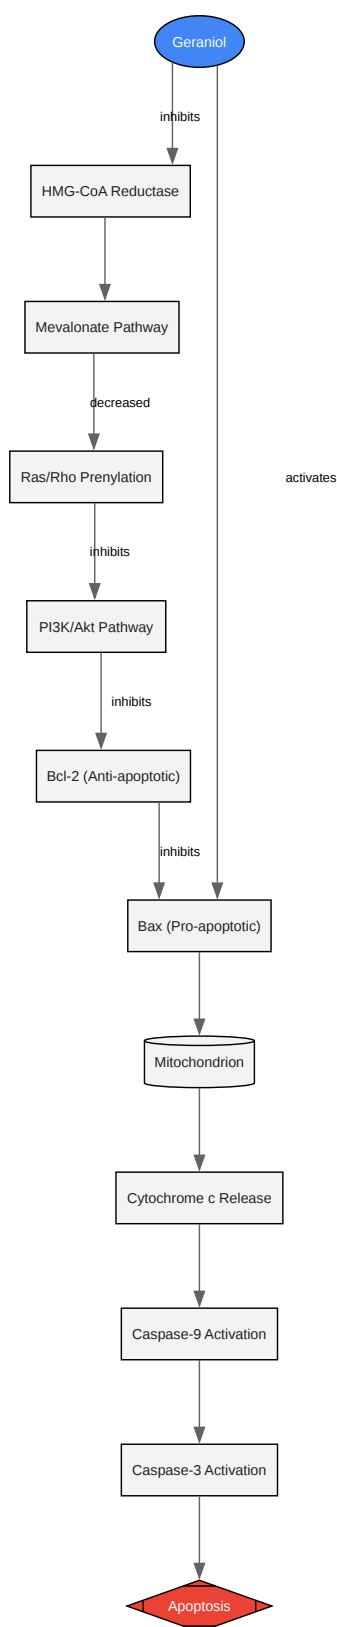 Geraniol
inhibits
HMG-CoA Reductase
Mevalonate Pathway
decreased
Ras/Rho Prenylation
activates
inhibits
PI3K/Akt Pathway
inhibits
Bcl-2 (Anti-apoptotic)
inhibits
Bax (Pro-apoptotic)
Mitochondrion
Cytochrome c Release
Caspase-9 Activation
Caspase-3 Activation
Apoptosis